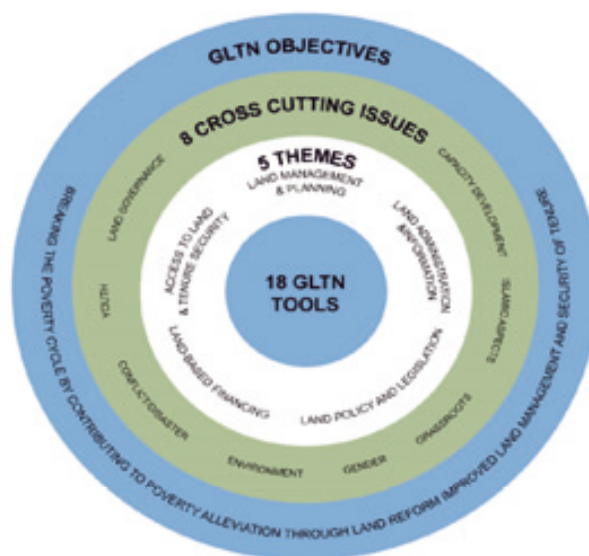 GLTN OBJECTIVES
8 CROSS CUTTING ISSUES
5 THEMES
LAND MANAGEMENT
& PLANNING
LAND ADMINISTRATION
&INFORMATION
LAND POLICY AND LEGISLATION
LAND-BASED FINANCING
ACCESS TO LAND
& TENURE SECURITY
18 GLTN
TOOLS
LAND GOVERNANCE
CAPACITY DEVELOPMENT
ISLAMIC ASPECTS
GRASSROOTS
GENDER
ENVIRONMENT
CONFLICT/DISASTER
YOUTH
BREAKING THE POVERTY CYCLE BY CONTRIBUTING TO POVERTY ALLEVIATION THROUGH LAND REFORM IMPROVED LAND MANAGEMENT AND SECURITY OF TENURE